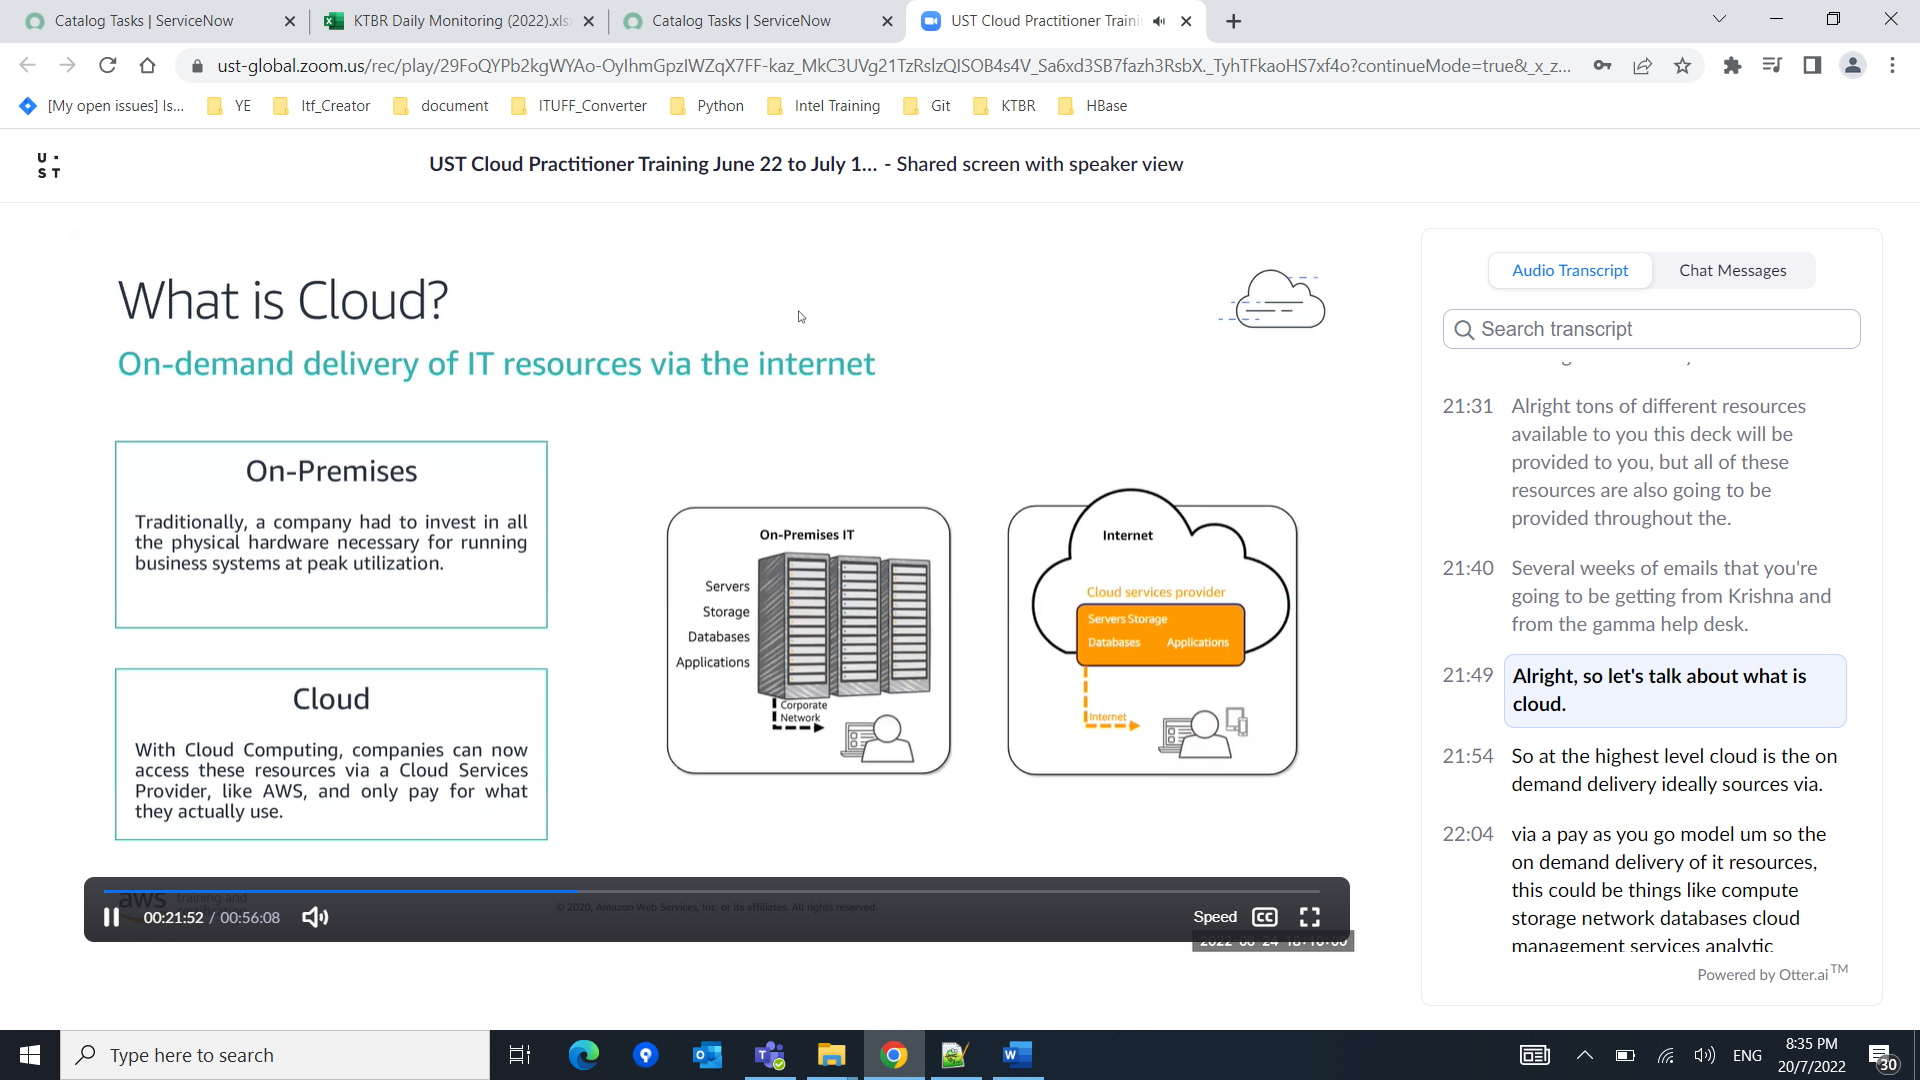 Catalog Tasks | ServiceNow
KTBR Daily Monitoring (2022).xls
Catalog Tasks | ServiceNow
UST Cloud Practitioner Traini
ust-global.zoom.us/rec/play/29FoQYPb2kgWYAo-OyIhmGpzIWZqX7FF-kaz_MkC3UVg21TzRslzQISOB4s4V_Sa6xd3SB7fazh3RsbX._TyhTFkaoHS7xf4o?continueMode=true&_x_z...
[My open issues] Is...
YE
Itf_Creator
document
ITUFF_Converter
Python
Intel Training
Git
KTBR
HBase
U
ST
UST Cloud Practitioner Training June 22 to July 1... - Shared screen with speaker view
What is Cloud?
On-demand delivery of IT resources via the internet
On-Premises
Traditionally, a company had to invest in all
the physical hardware necessary for running
business systems at peak utilization.
Cloud
With Cloud Computing, companies can now
access these resources via a Cloud Services
Provider, like AWS, and only pay for what
they actually use.
On-Premises IT
Servers
Storage
Databases
Applications
Corporate
Network
Internet
Cloud services provider
Servers Storage
Databases Applications
Internet
aws training and
certification
© 2020, Amazon Web Services, Inc. or its affiliates. All rights reserved.
00:21:52 / 00:56:08
Speed
CC
Audio Transcript
Chat Messages
Search transcript
21:31 Alright tons of different resources
available to you this deck will be
provided to you, but all of these
resources are also going to be
provided throughout the.
21:40 Several weeks of emails that you're
going to be getting from Krishna and
from the gamma help desk.
21:49 Alright, so let's talk about what is
cloud.
21:54 So at the highest level cloud is the on
demand delivery ideally sources via.
22:04 via a pay as you go model um so the
on demand delivery of it resources,
this could be things like compute
storage network databases cloud
management services analytic
Powered by Otter.ai TM
Type here to search
ENG
8:35 PM
20/7/2022
30